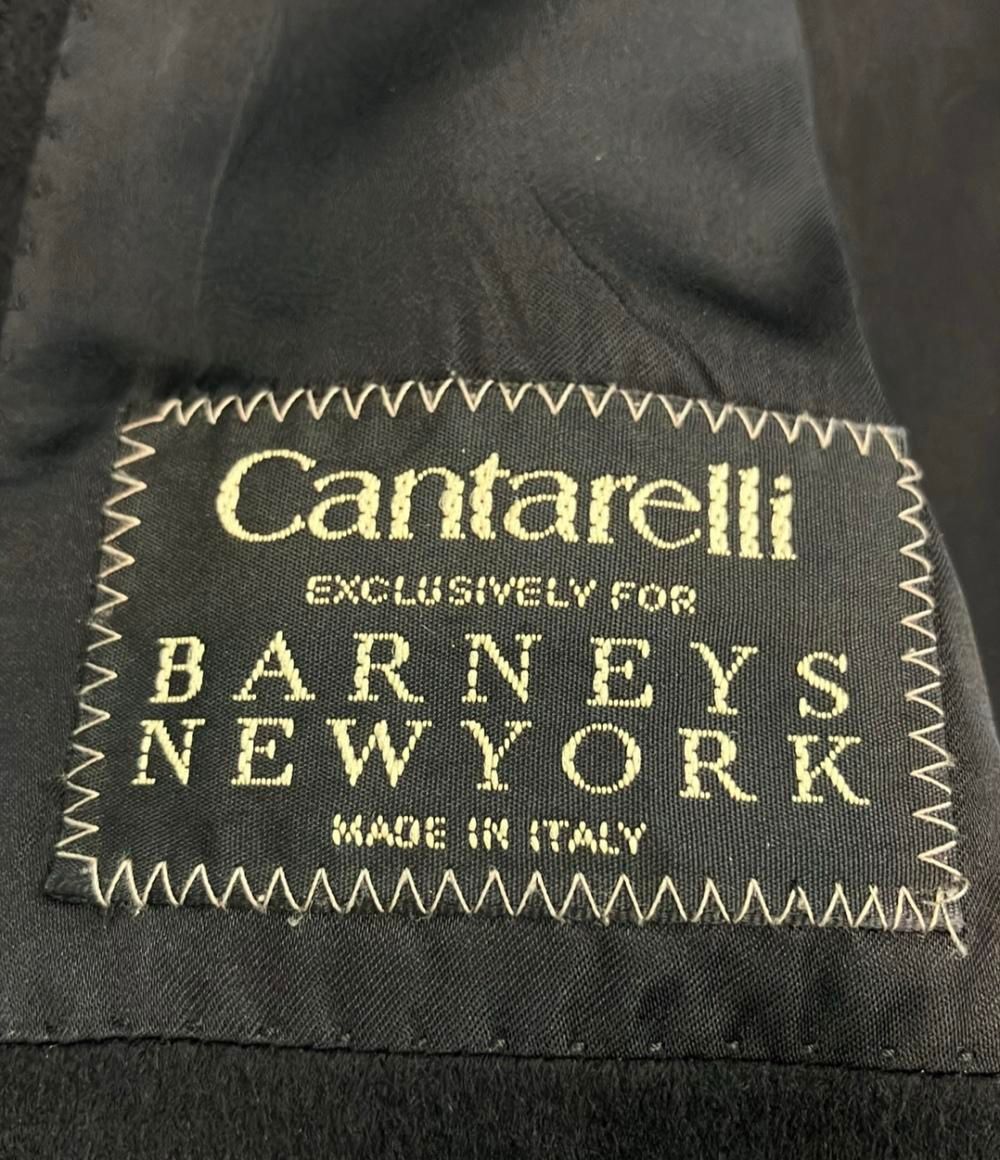 Cantarelli
EXCLUSIVELY FOR
BARNEYS
NEW YORK
MADE IN ITALY